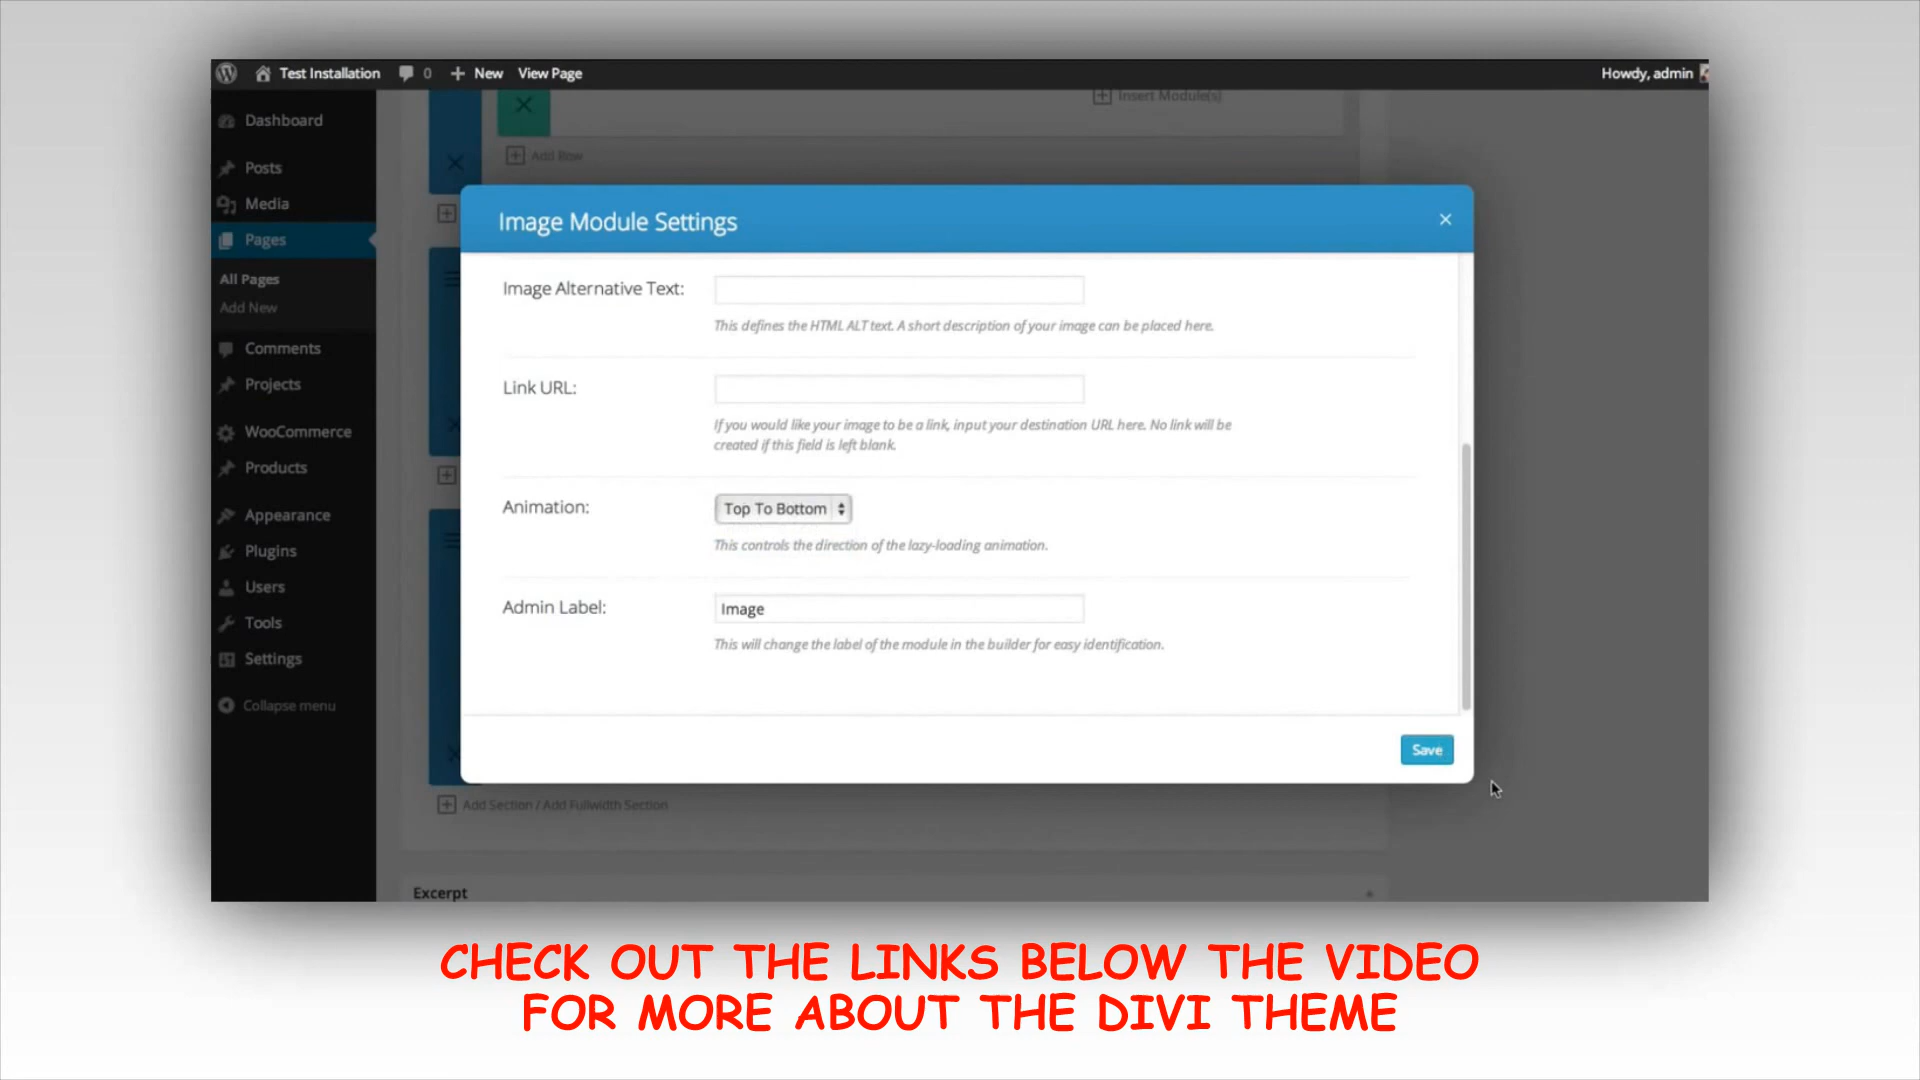 Test Installation 0 New View Page Howdy, admin
Insert Module(s)
Dashboard
Add Row
Posts
Media
Pages
All Pages
Add New
Comments
Projects
WooCommerce
Products
Appearance
Plugins
Users
Tools
Settings
Collapse menu
Image Module Settings
Image Alternative Text:
This defines the HTML ALT text. A short description of your image can be placed here.
Link URL:
If you would like your image to be a link, input your destination URL here. No link will be
created if this field is left blank.
Animation: Top To Bottom
This controls the direction of the lazy-loading animation.
Admin Label: Image
This will change the label of the module in the builder for easy identification.
Save
Add Section / Add Fullwidth Section
Excerpt
CHECK OUT THE LINKS BELOW THE VIDEO
FOR MORE ABOUT THE DIVI THEME